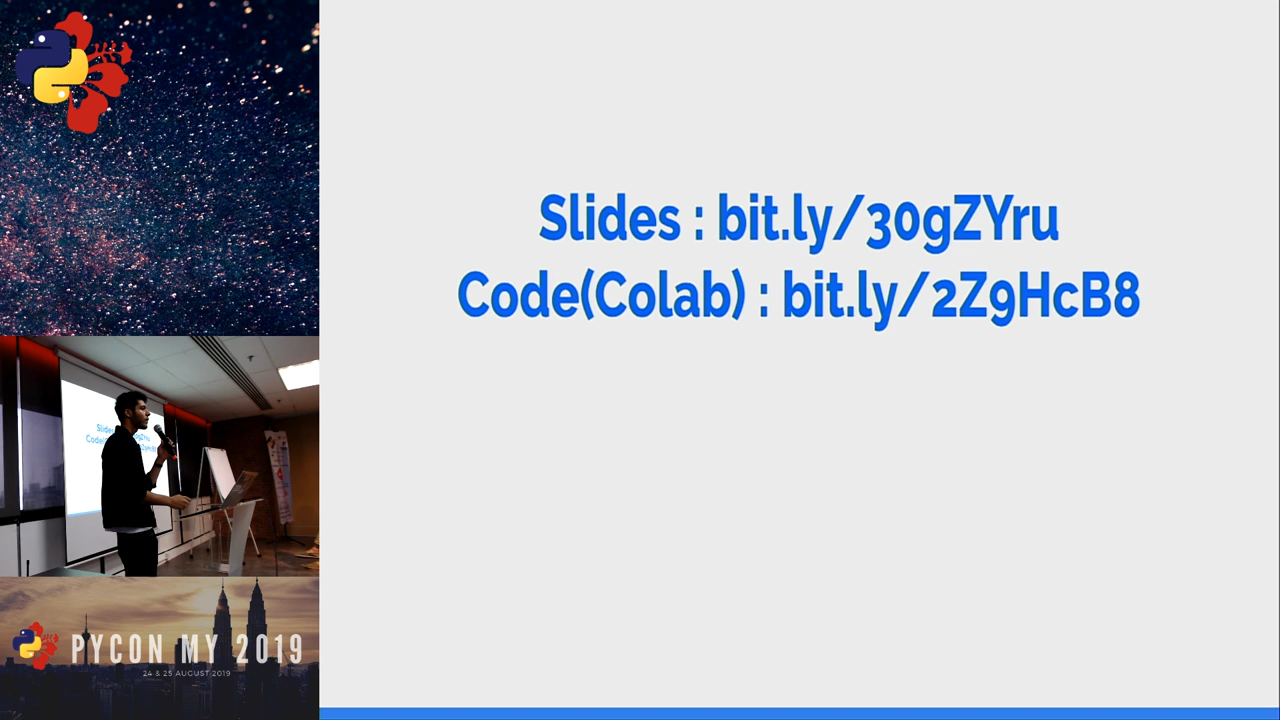 Slides : bit.ly/30gZYru
Code(Colab) : bit.ly/2Z9HcB8
PYCON MY 2019
24 & 25 AUGUST 2019